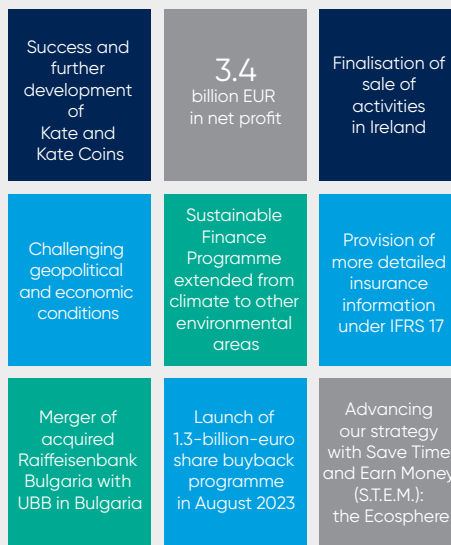 Success and
further
development
of
Kate and
Kate Coins
3.4
billion EUR
in net profit
Finalisation of
sale of
activities
in Ireland
Challenging
geopolitical
and economic
conditions
Sustainable
Finance
Programme
extended from
climate to other
environmental
areas
Provision of
more detailed
insurance
information
under IFRS 17
Merger of
acquired
Raiffeisenbank
Bulgaria with
UBB in Bulgaria
Launch of
1.3-billion-euro
share buyback
programme
in August 2023
Advancing
our strategy
with Save Time
and Earn Money
(S.T.E.M.):
the Ecosphere